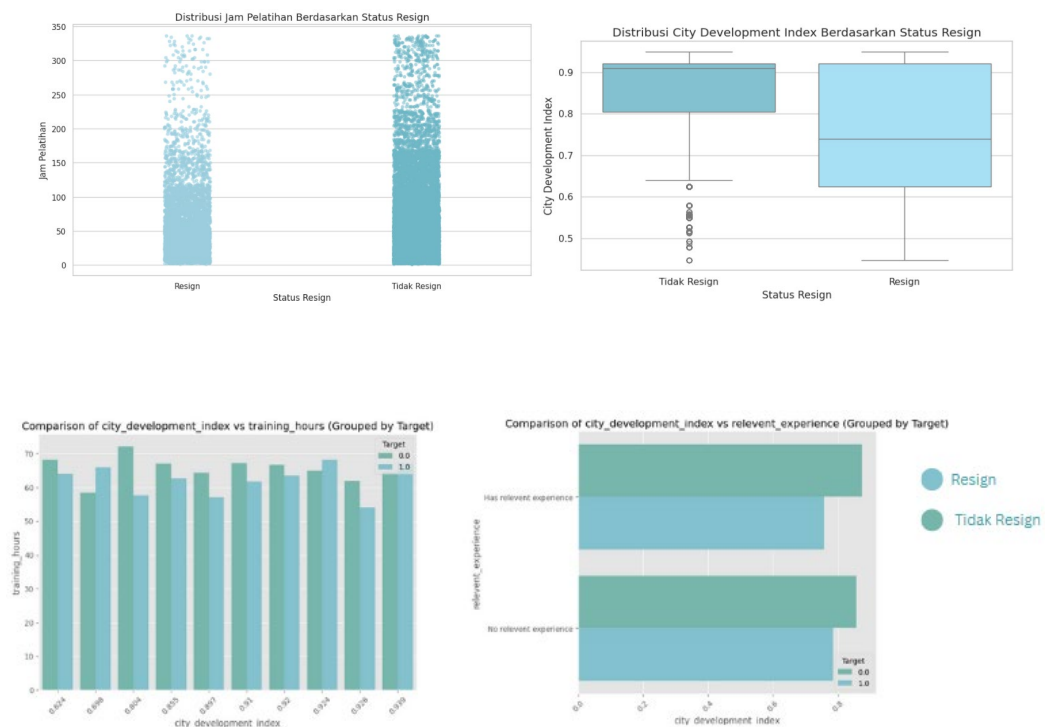 Distribusi Jam Pelatihan Berdasarkan Status Resign
350
300
250
200
150
100
50
0
Jam Pelatihan
Resign
Tidak Resign
Status Resign
Distribusi City Development Index Berdasarkan Status Resign
0.9
0.8
0.7
0.6
0.5
City Development Index
Tidak Resign
Resign
Status Resign
Comparison of city_development_index vs training_hours (Grouped by Target)
Target
0.0
1.0
70
60
50
40
30
20
10
0
training_hours
0.624
0.698
0.804
0.855
0.897
0.91
0.92
0.924
0.926
0.939
city_development_index
Comparison of city_development_index vs relevent_experience (Grouped by Target)
Has relevent experience
No relevent experience
relevent_experience
Target
0.0
1.0
0.0
0.2
0.4
0.6
0.8
city_development_index
Resign
Tidak Resign